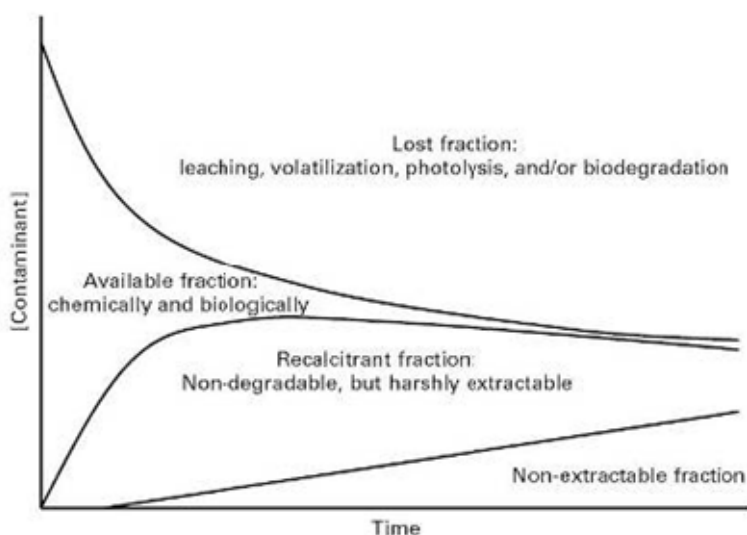 [Contaminant]
Lost fraction:
leaching, volatilization, photolysis, and/or biodegradation
Available fraction:
chemically and biologically
Recalcitrant fraction:
Non-degradable, but harshly extractable
Non-extractable fraction
Time